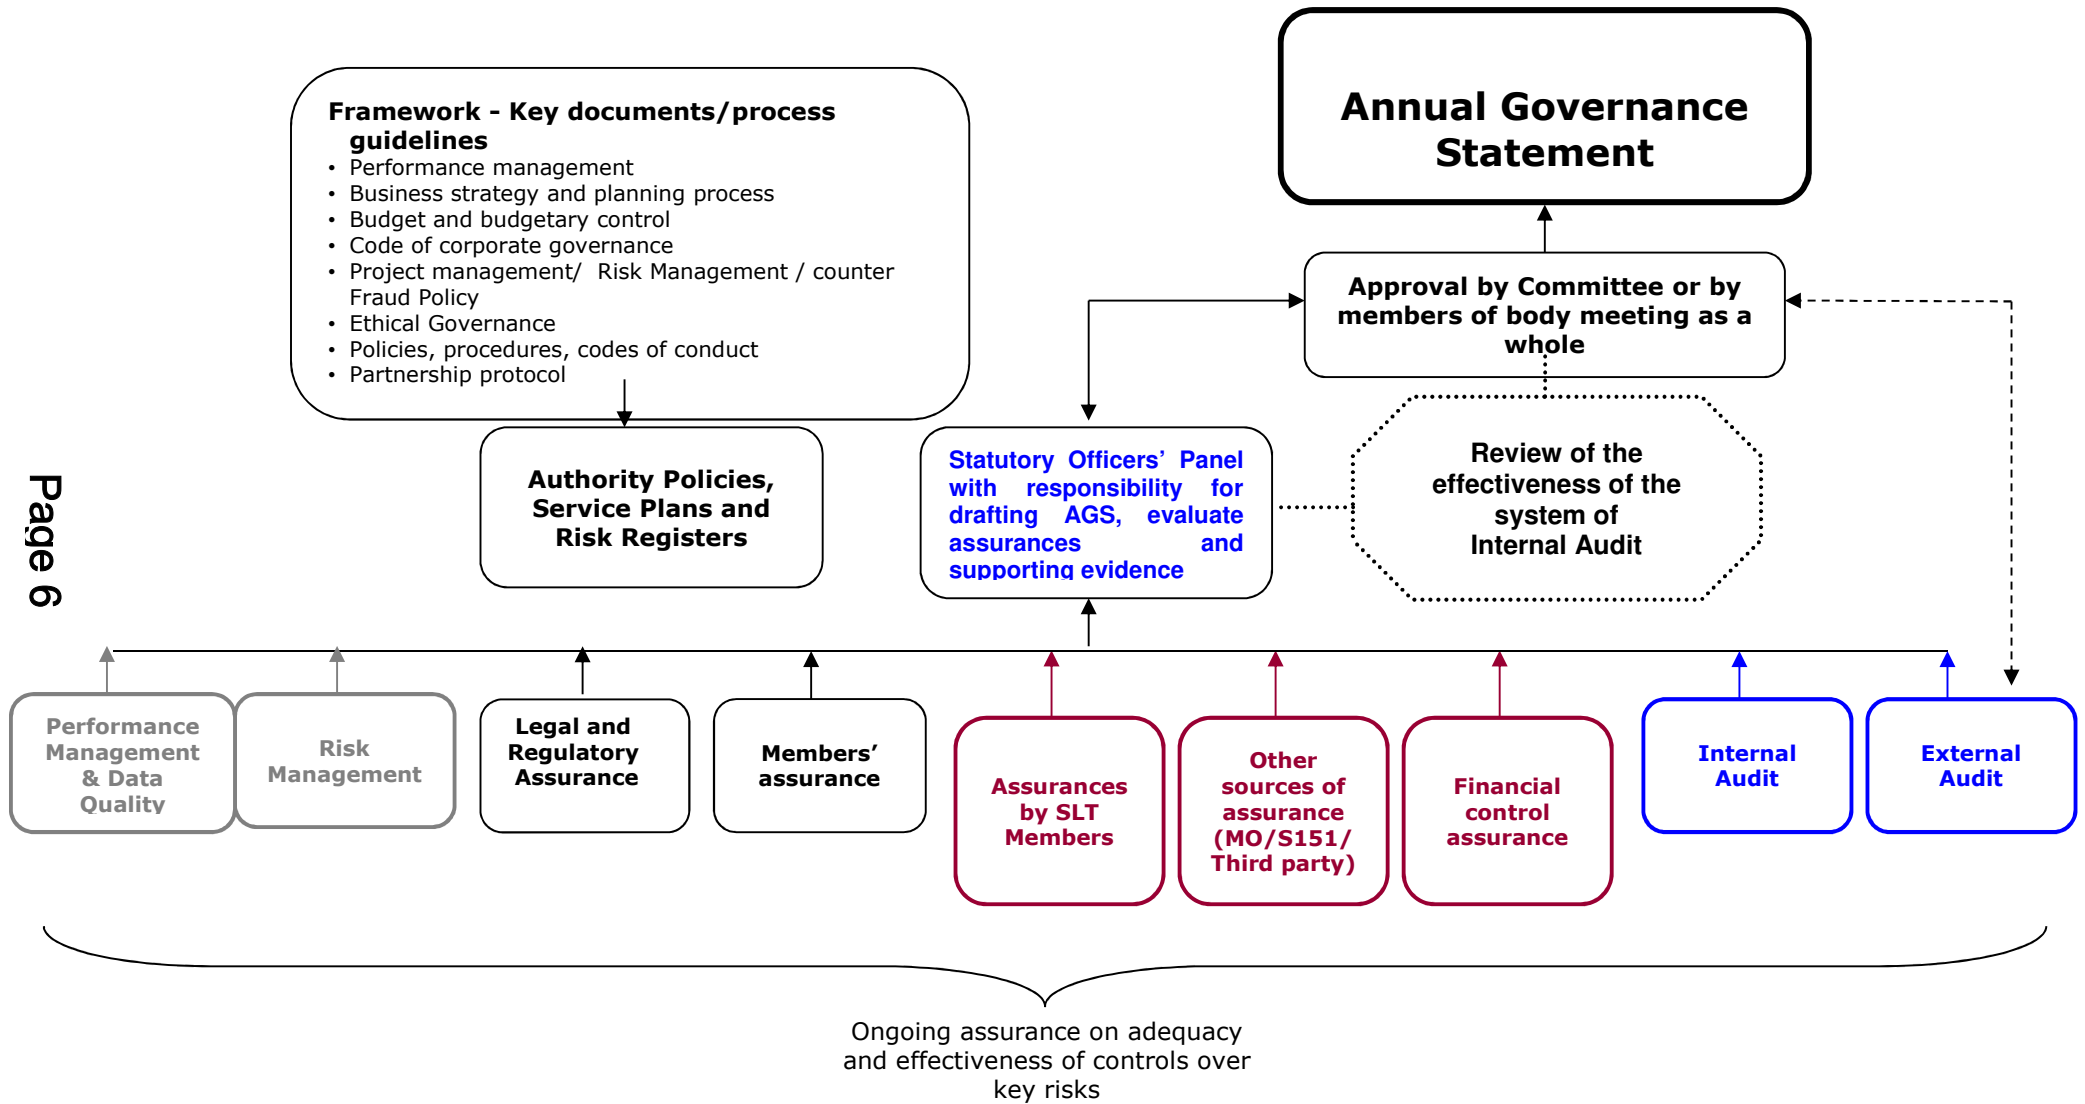 Annual Governance
Statement
Framework - Key documents/process
guidelines
• Performance management
• Business strategy and planning process
• Budget and budgetary control
• Code of corporate governance
• Project management/ Risk Management / counter
Fraud Policy
• Ethical Governance
• Policies, procedures, codes of conduct
• Partnership protocol
Approval by Committee or by
members of body meeting as a
whole
Authority Policies,
Service Plans and
Risk Registers
Statutory Officers’ Panel
with responsibility for
drafting AGS, evaluate
assurances and
supporting evidence
Review of the
effectiveness of the
system of
Internal Audit
Page 6
Performance
Management
& Data
Quality
Risk
Management
Legal and
Regulatory
Assurance
Members’
assurance
Assurances
by SLT
Members
Other
sources of
assurance
(MO/S151/
Third party)
Financial
control
assurance
Internal
Audit
External
Audit
Ongoing assurance on adequacy
and effectiveness of controls over
key risks